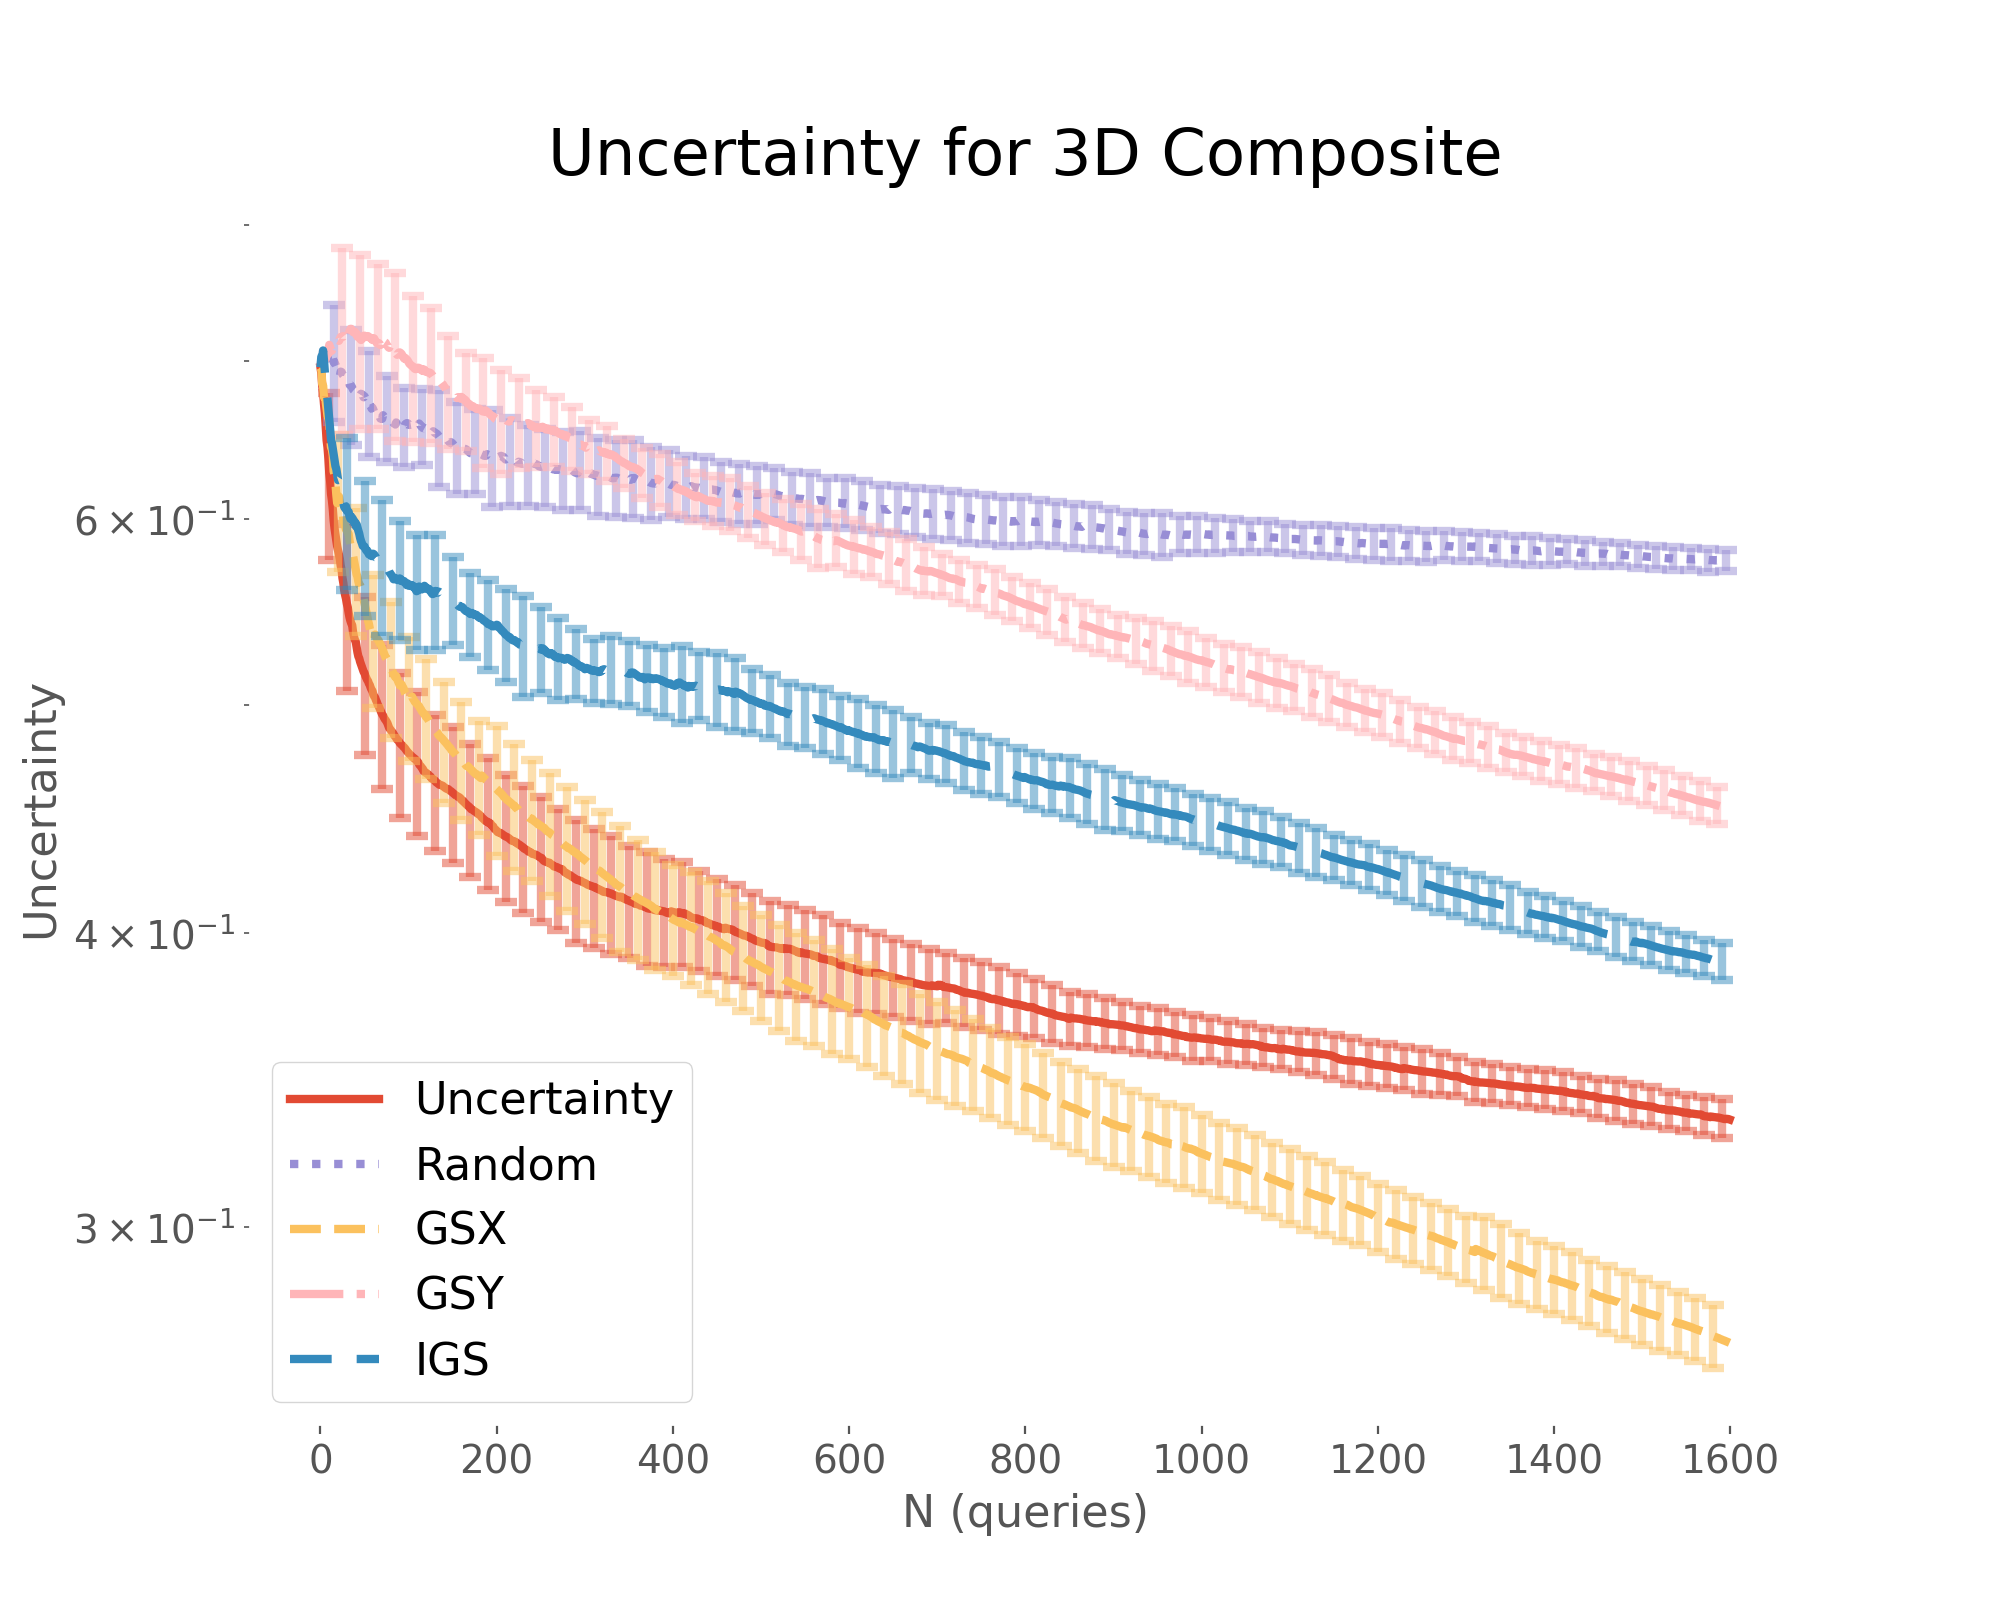 Uncertainty for 3D Composite
Uncertainty
6 × 10⁻¹
4 × 10⁻¹
3 × 10⁻¹
Uncertainty
Random
GSX
GSY
IGS
0 200 400 600 800 1000 1200 1400 1600
N (queries)